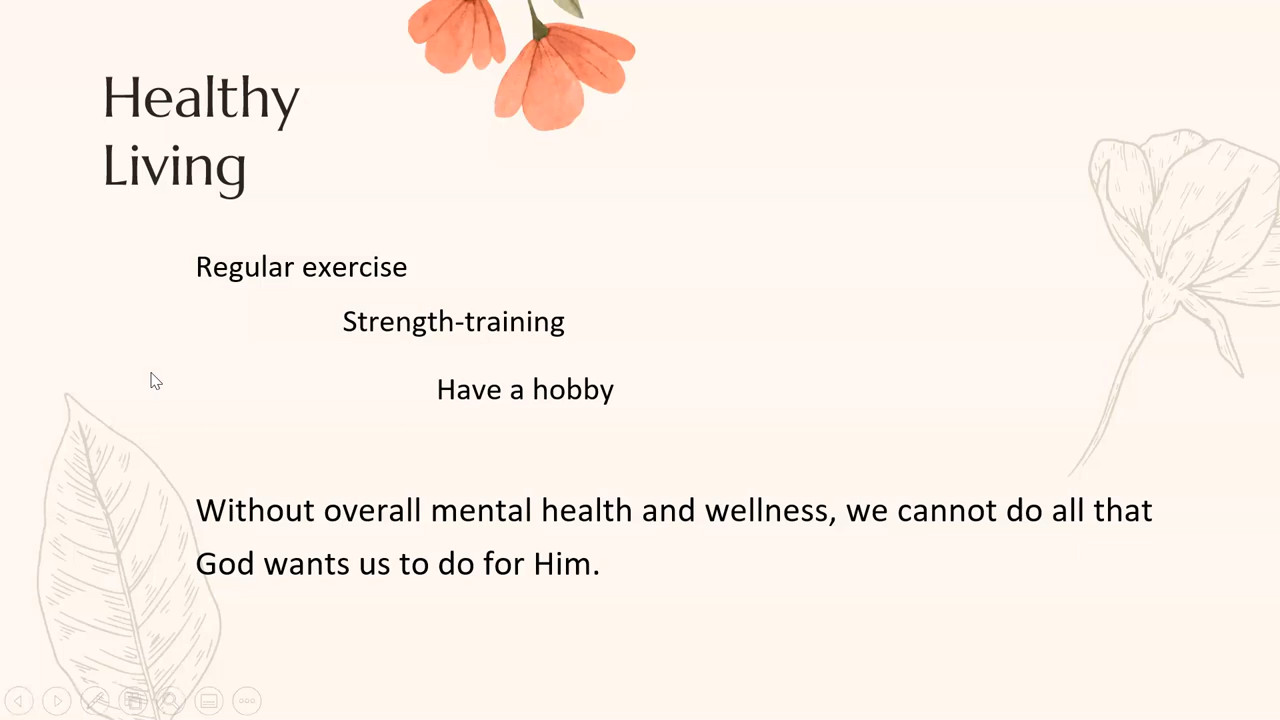 Healthy
Living
Regular exercise
Strength-training
Have a hobby
Without overall mental health and wellness, we cannot do all that
God wants us to do for Him.